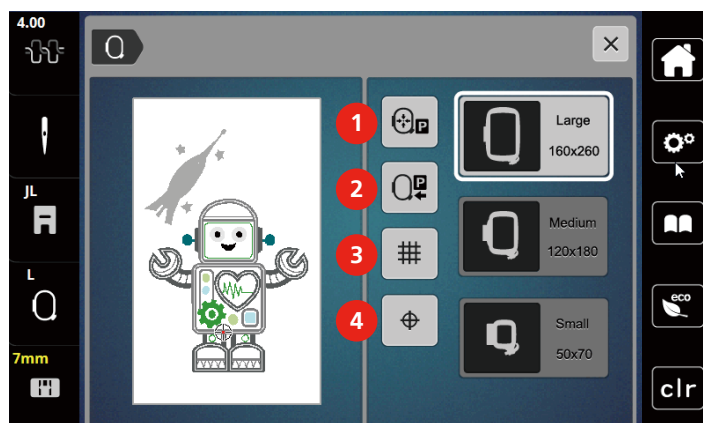 4.00
JL
L
7mm
1
2
3
4
P
P
Large
160x260
Medium
120x180
Small
50x70
eco
clr